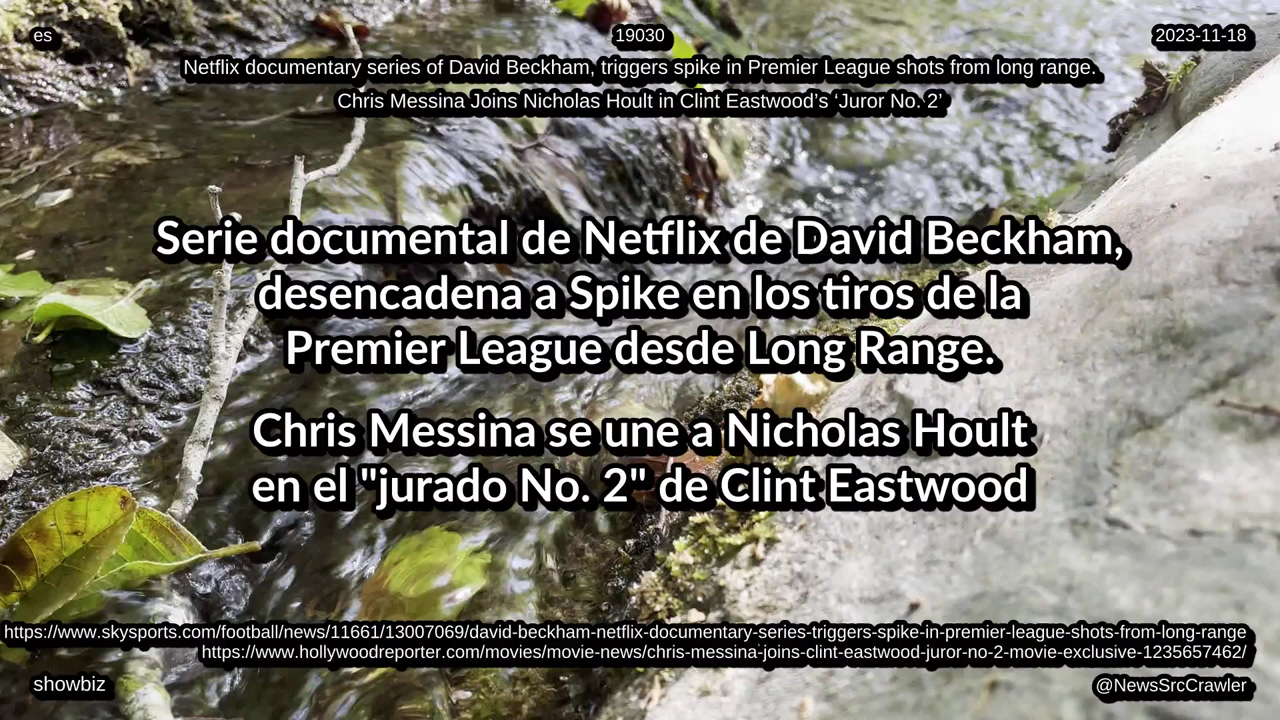 es
19030
2023-11-18
Netflix documentary series of David Beckham, triggers spike in Premier League shots from long range.
Chris Messina Joins Nicholas Hoult in Clint Eastwood’s ‘Juror No. 2’
Serie documental de Netflix de David Beckham,
desencadena a Spike en los tiros de la
Premier League desde Long Range.
Chris Messina se une a Nicholas Hoult
en el "jurado No. 2" de Clint Eastwood
https://www.skysports.com/football/news/11661/13007069/david-beckham-netflix-documentary-series-triggers-spike-in-premier-league-shots-from-long-range
https://www.hollywoodreporter.com/movies/movie-news/chris-messina-joins-clint-eastwood-juror-no-2-movie-exclusive-1235657462/
showbiz
@NewsSrcCrawler